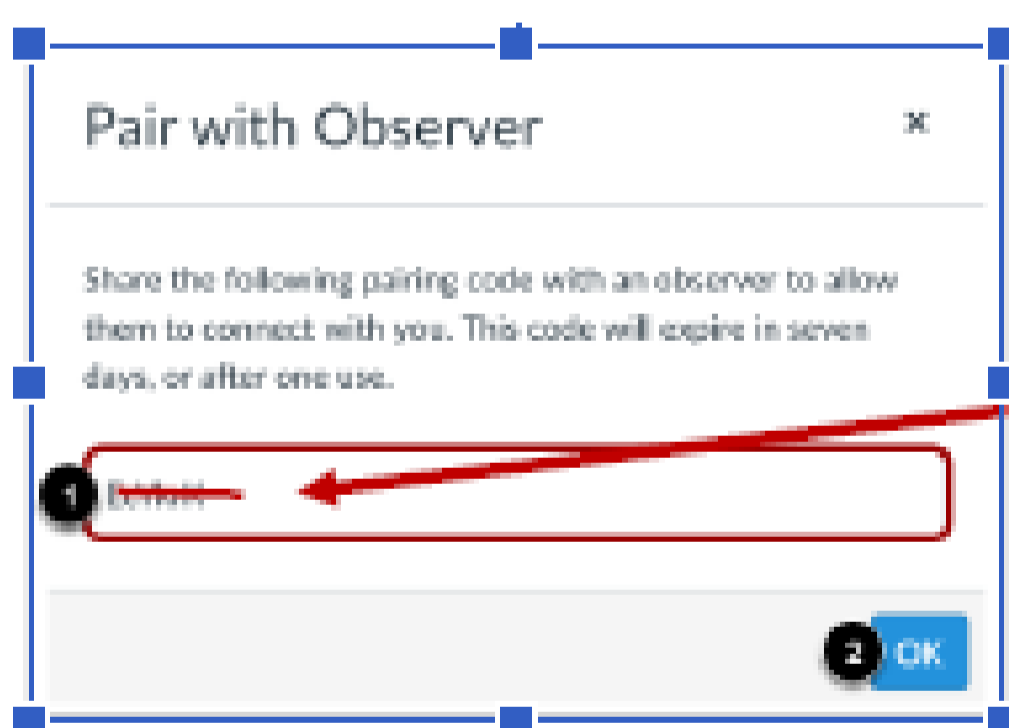 Pair with Observer
×
Share the following pairing code with an observer to allow
them to connect with you. This code will expire in seven
days, or after one use.
1
2
OK